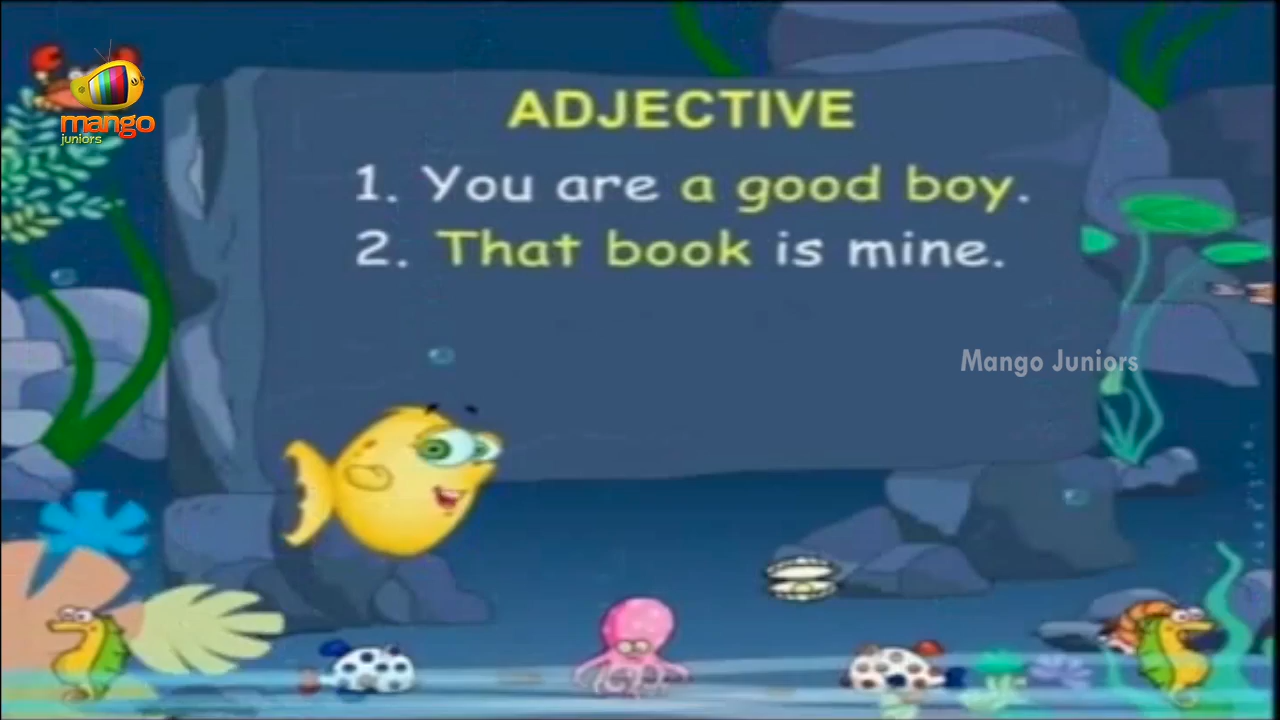 mango
juniors
ADJECTIVE
1. You are a good boy.
2. That book is mine.
Mango Juniors